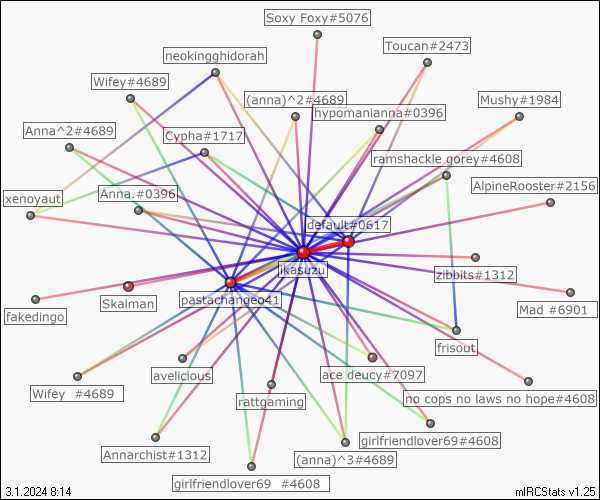 Soxy Foxy#5076
Toucan#2473
neokingghidorah
Wifey#4689
(anna)^2#4689
Mushy#1984
hypomanianna#0396
Anna^2#4689
Cypha#1717
ramshackle gorey#4608
AlpineRooster#2156
xenoyaut
Anna,#0396
default#0617
ikasuzu
zibbits#1312
Skalman
pastachangeo41
Mad #6901
fakedingo
frisout
avelicious
ace deucy#7097
Wifey #4689
rattgaming
no cops no laws no hope#4608
girlfriendlover69#4608
Annarchist#1312
(anna)^3#4689
girlfriendlover69 #4608
3.1.2024 8:14
mIRCStats v1.25